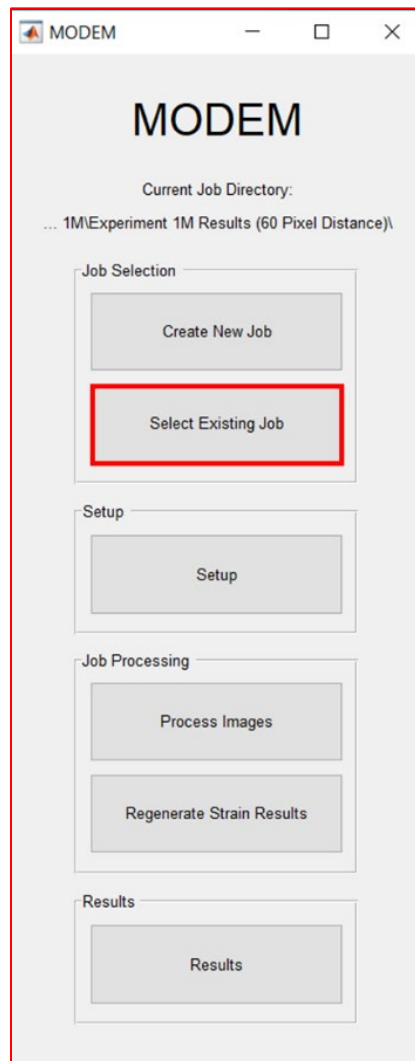 MODEM
MODEM
Current Job Directory:
... 1M\Experiment 1M Results (60 Pixel Distance)\
Job Selection
Create New Job
Select Existing Job
Setup
Setup
Job Processing
Process Images
Regenerate Strain Results
Results
Results